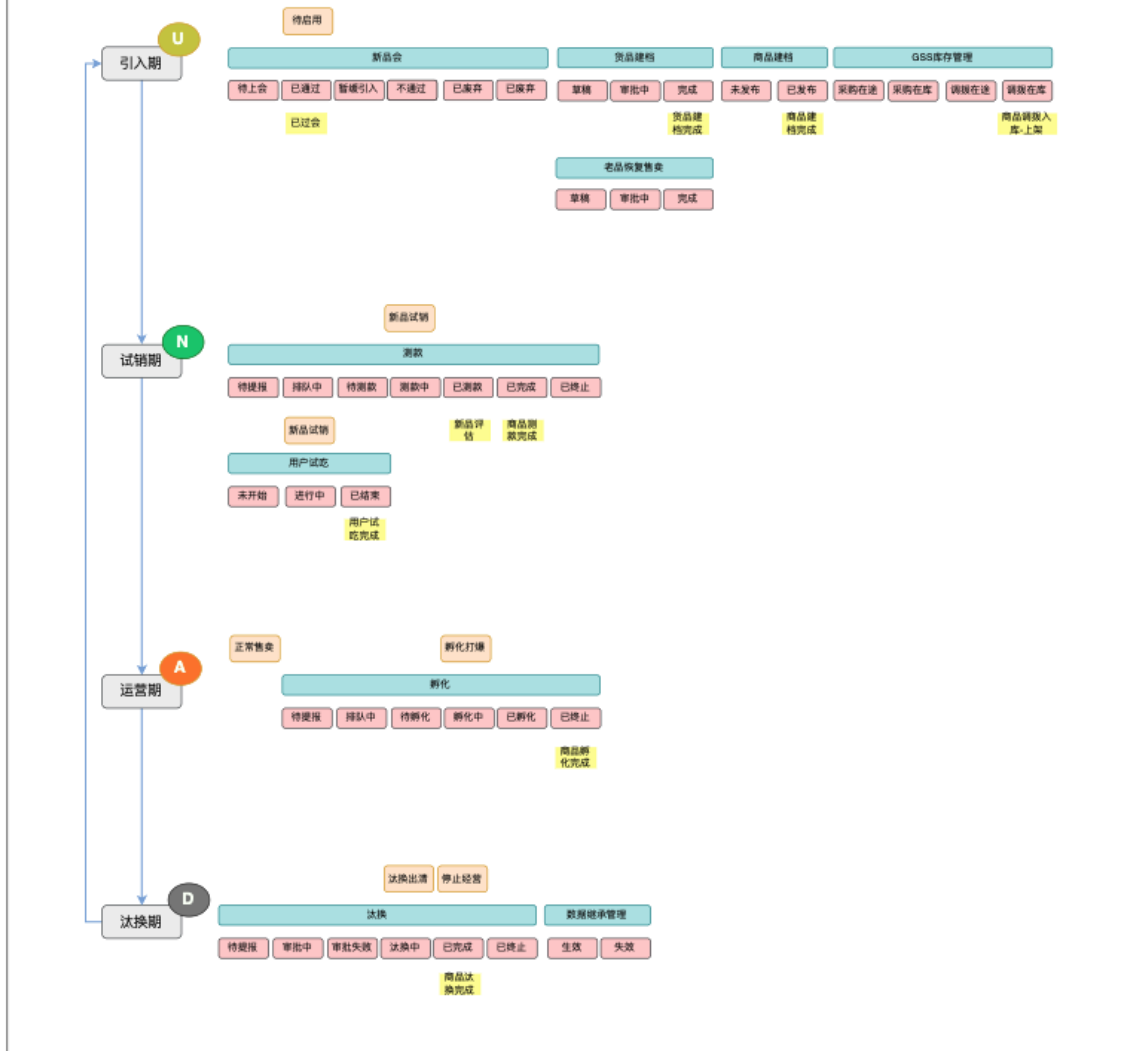 待启用
U
引入期
新品会
货品建档
商品建档
GSS库存管理
待上会
已通过
暂缓引入
不通过
已废弃
已废弃
草稿
审批中
完成
未发布
已发布
采购在途
采购在库
调拨在途
调拨在库
已过会
货品建
档完成
商品建
档完成
商品调拨入
库-上架
老品恢复售卖
草稿
审批中
完成
新品试销
N
试销期
测款
待提报
排队中
待测款
测款中
已测款
已完成
已终止
新品评
估
商品测
款完成
新品试销
用户试吃
未开始
进行中
已结束
用户试
吃完成
正常售卖
孵化打爆
A
运营期
孵化
待提报
排队中
待孵化
孵化中
已孵化
已终止
商品孵
化完成
汰换出清
停止经营
D
汰换期
汰换
数据继承管理
待提报
审批中
审批失败
汰换中
已完成
已终止
生效
失效
商品汰
换完成